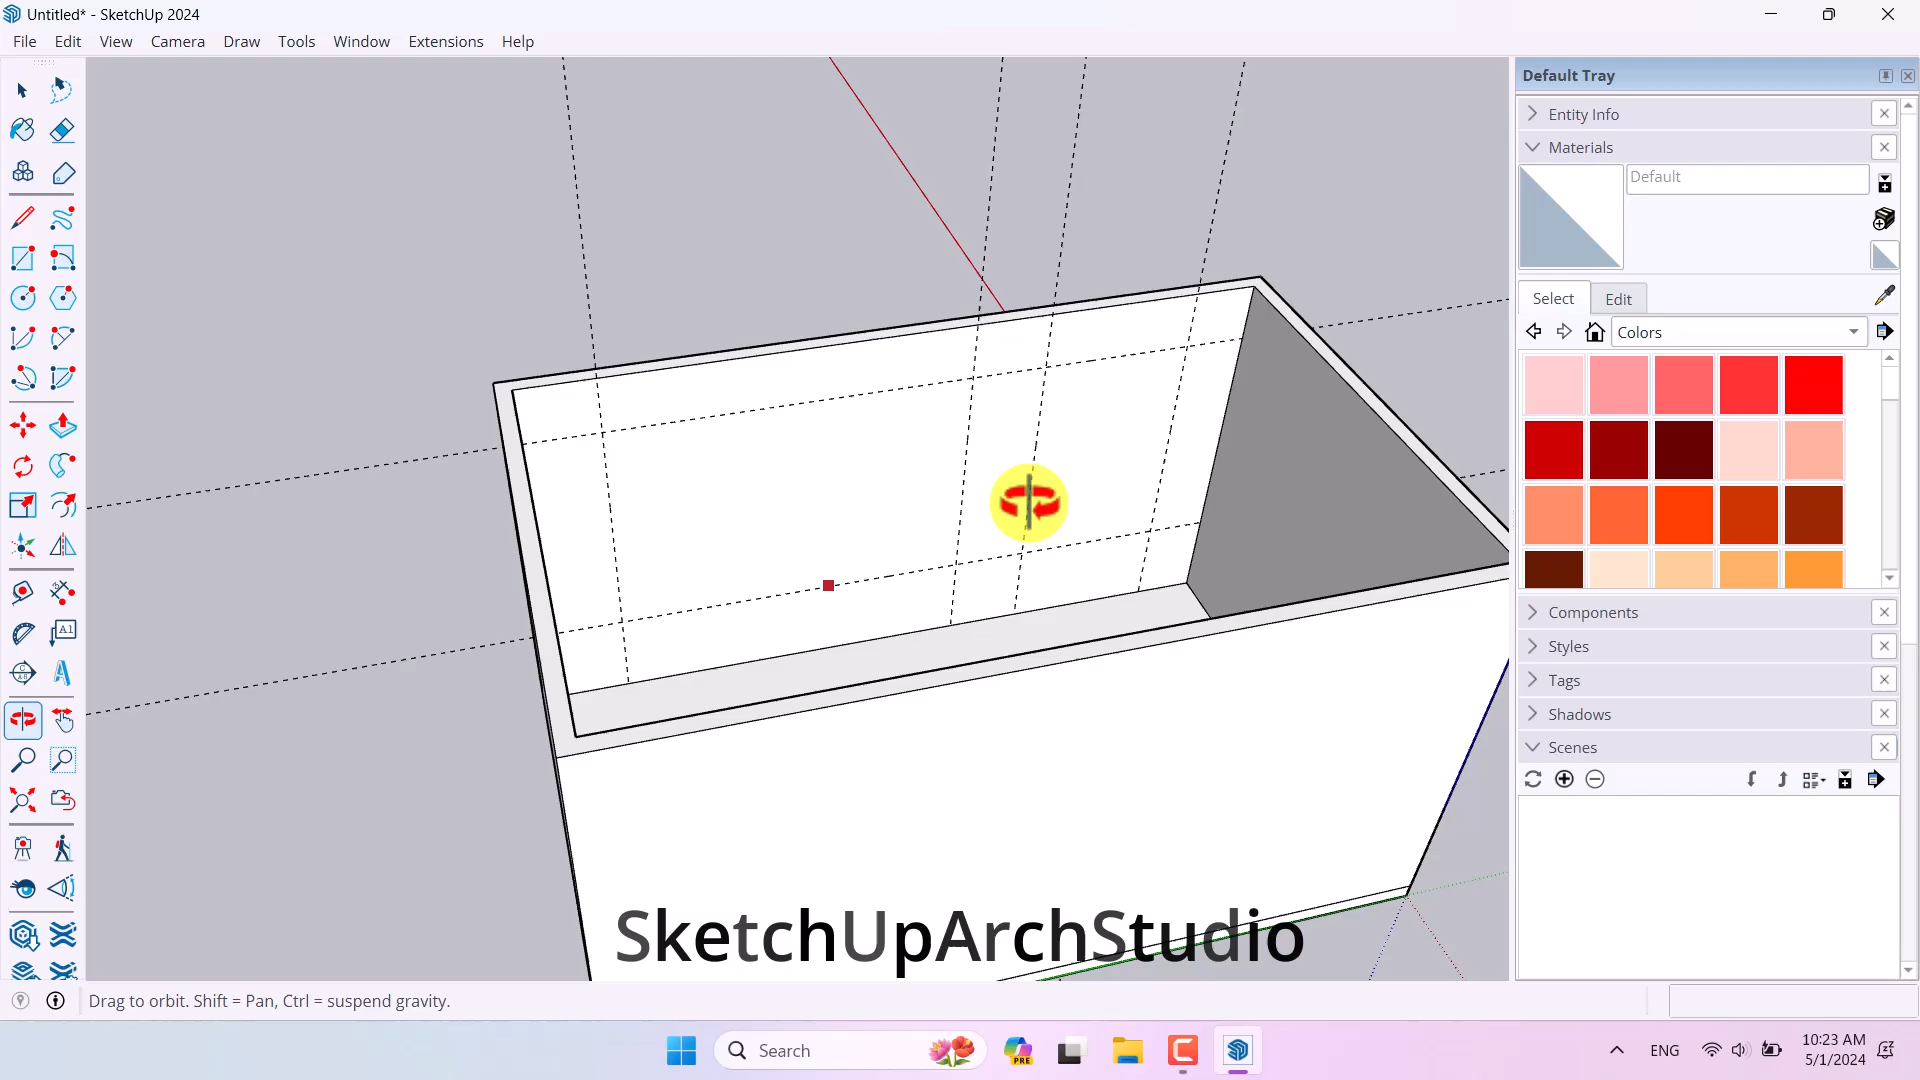 Untitled* - SketchUp 2024
File Edit View Camera Draw Tools Window Extensions Help
Default Tray
Entity Info
Materials
Default
Select Edit
Colors
Components
Styles
Tags
Shadows
Scenes
A1
SketchUpArchStudio
Drag to orbit. Shift = Pan, Ctrl = suspend gravity.
Search
PRE
ENG
10:23 AM
5/1/2024